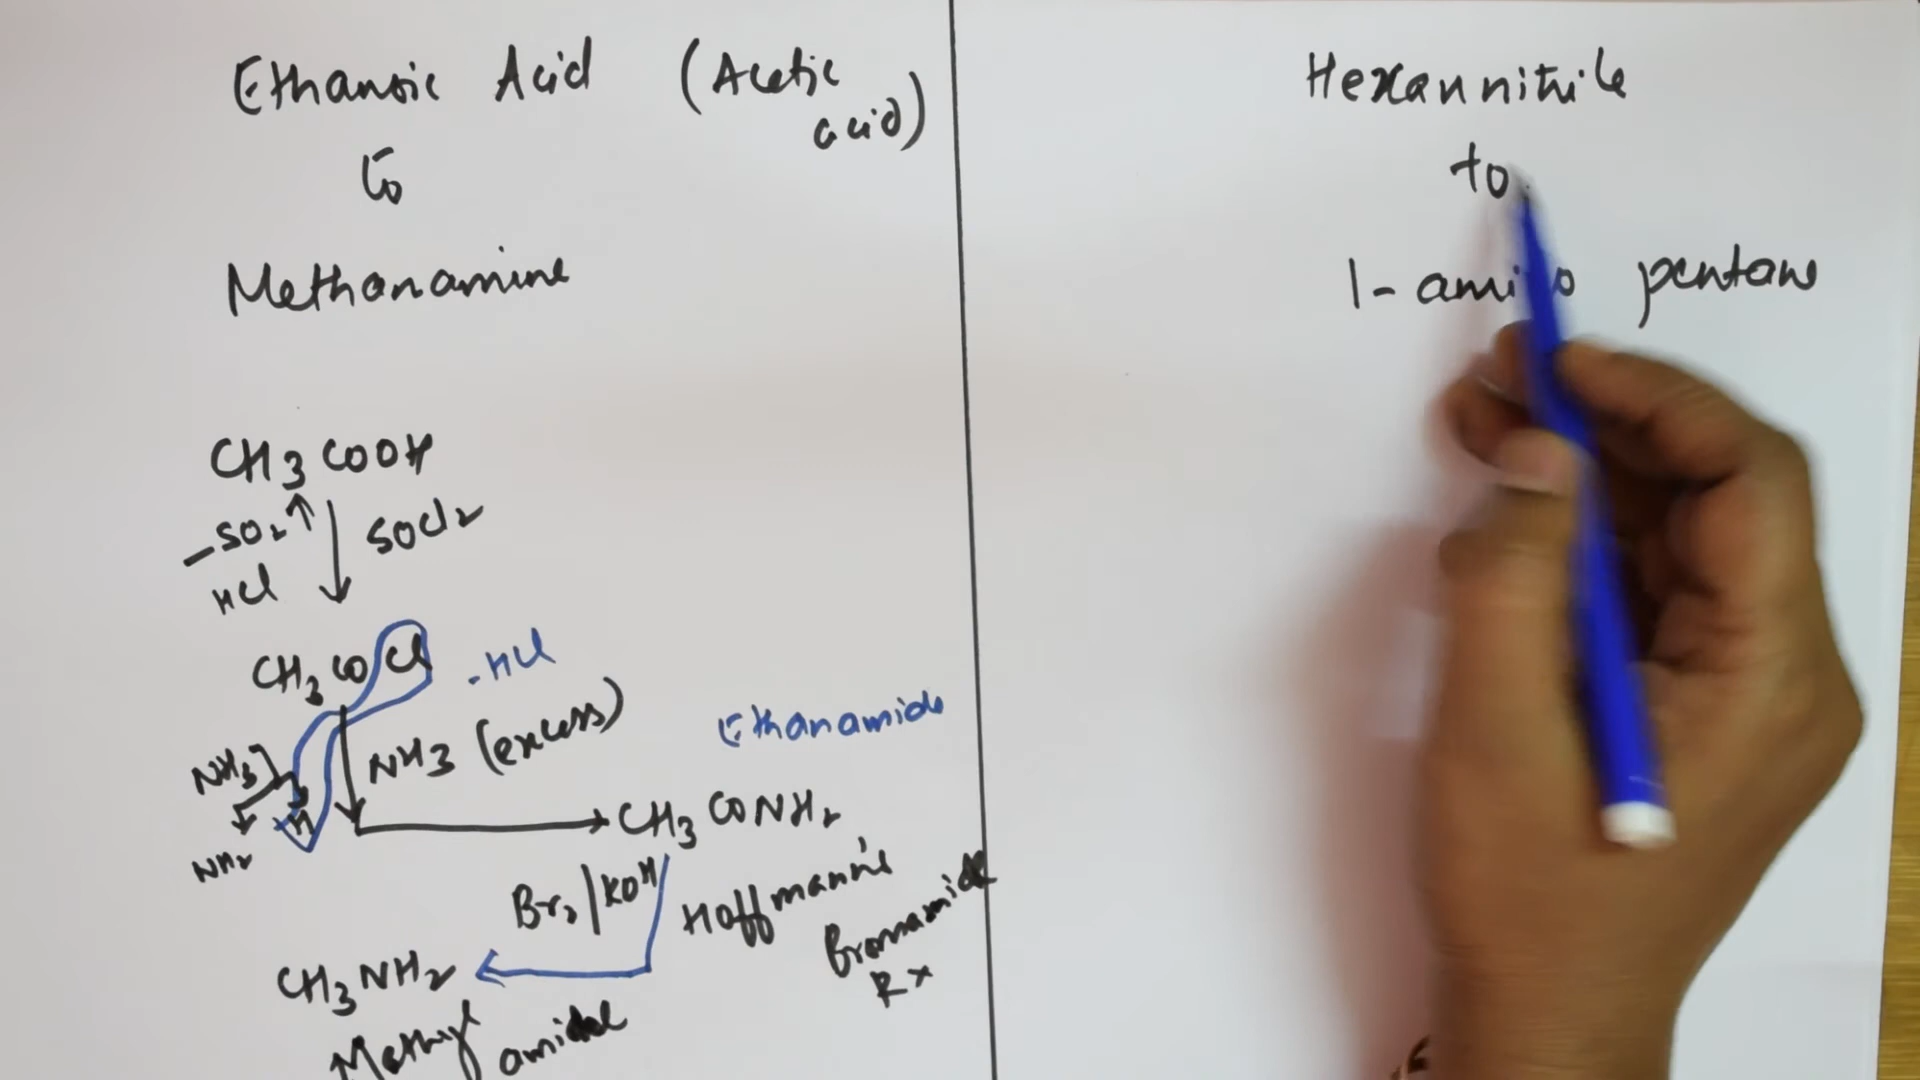 Ethanoic Acid (Acetic
acid)
to
Methanamine
CH3COOH
-SO2↑
SOCl2
HCl
CH3COCl
-HCl
NH3
NH3 (excess)
H
NH2
Ethanamide
CH3CONH2
Br2/KOH
Hoffmann's
Bromamide
Rx
CH3NH2
Methyl
Hexannitrile
to
1-amino pentane